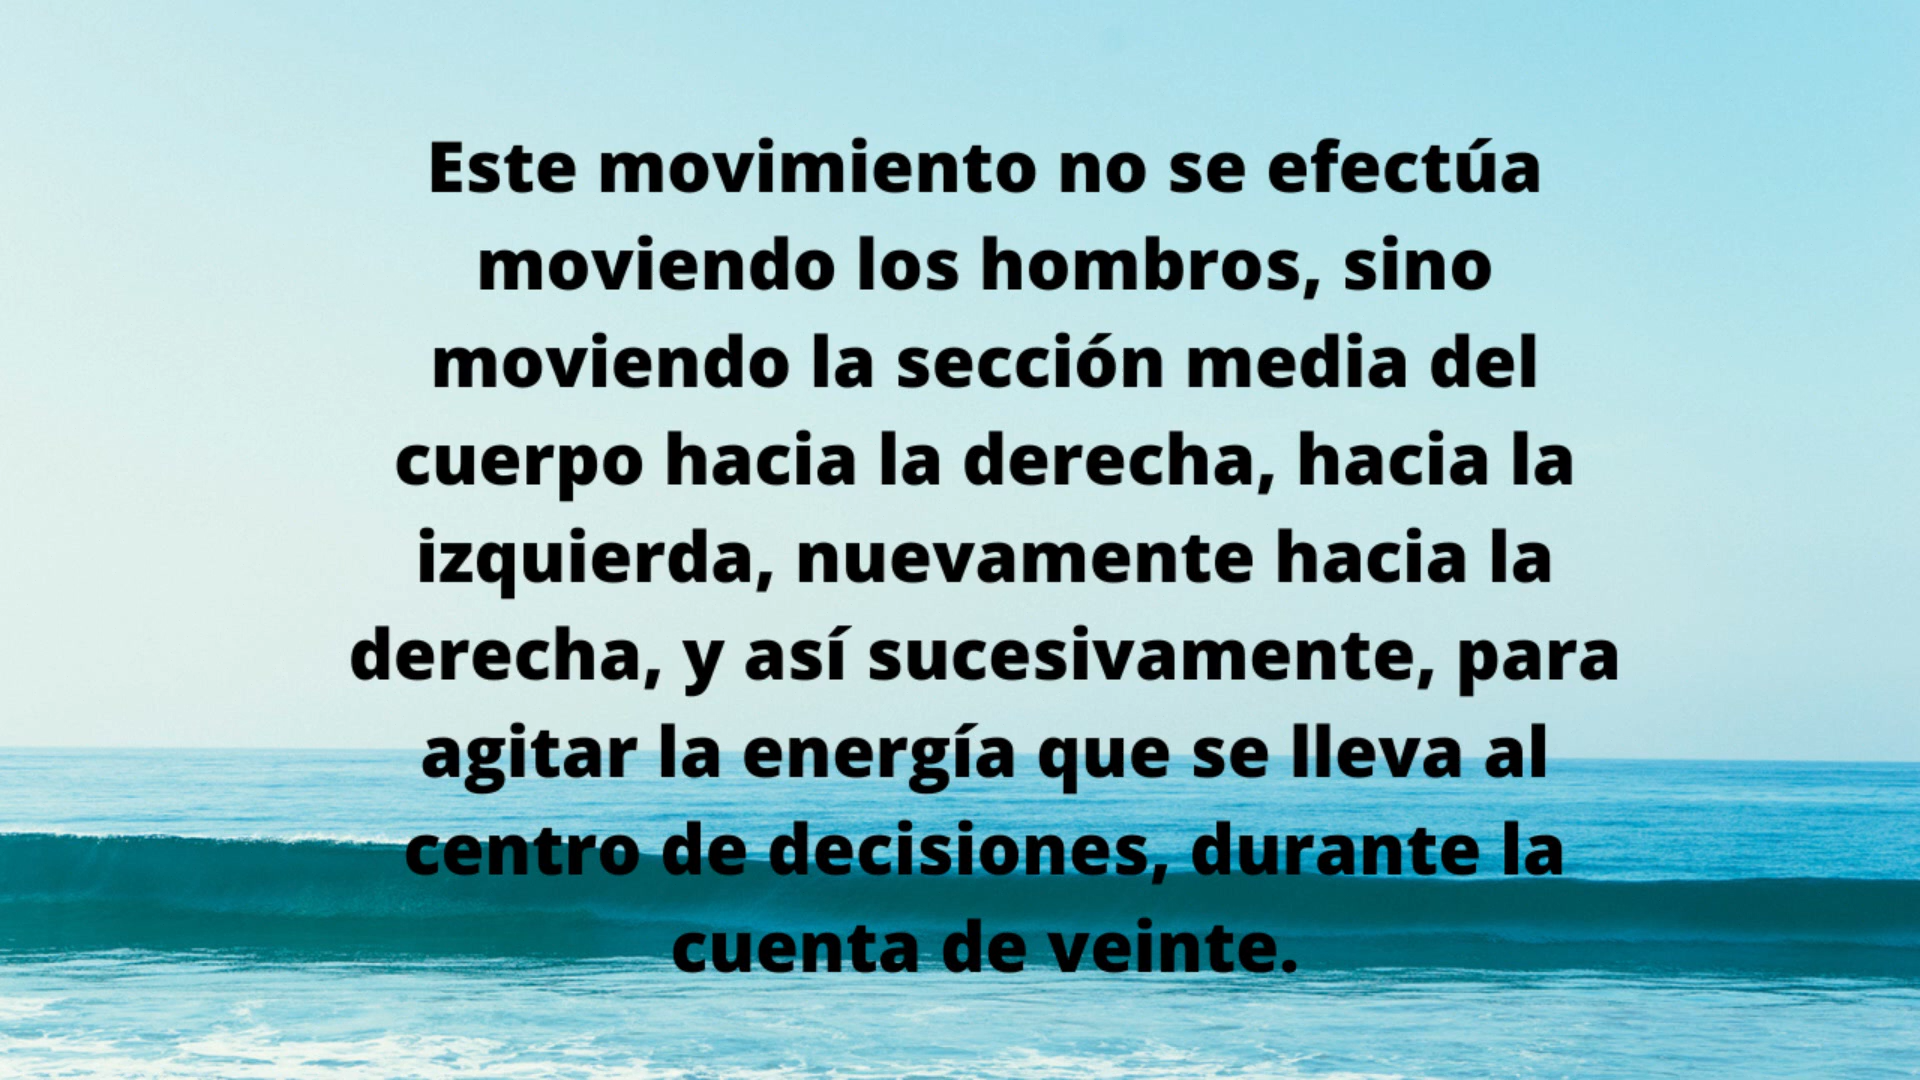 Este movimiento no se efectúa
moviendo los hombros, sino
moviendo la sección media del
cuerpo hacia la derecha, hacia la
izquierda, nuevamente hacia la
derecha, y así sucesivamente, para
agitar la energía que se lleva al
centro de decisiones, durante la
cuenta de veinte.